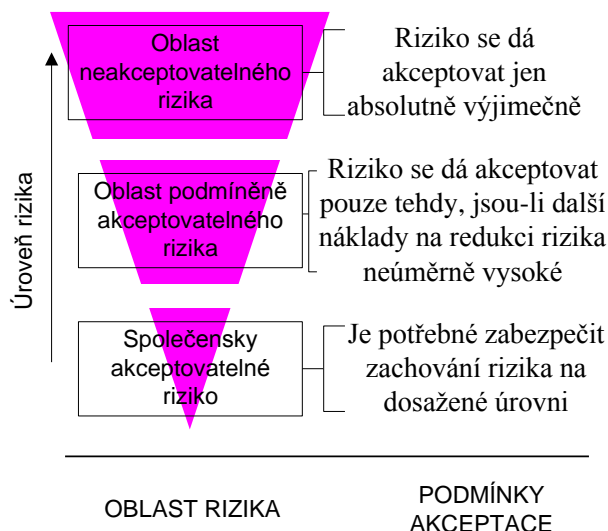 Oblast
neakceptovatelného
rizika
Riziko se dá
akceptovat jen
absolutně výjimečně
Oblast podmíněně
akceptovatelného
rizika
Riziko se dá akceptovat
pouze tehdy, jsou-li další
náklady na redukci rizika
neúměrně vysoké
Společensky
akceptovatelné
riziko
Je potřebné zabezpečit
zachování rizika na
dosažené úrovni
Úroveň rizika
OBLAST RIZIKA
PODMÍNKY
AKCEPTACE